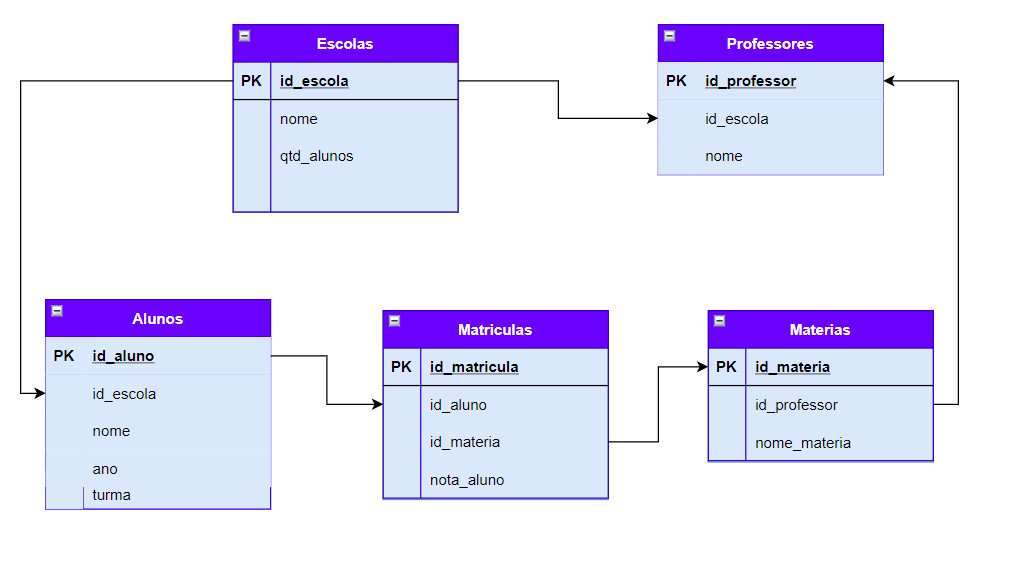 Escolas
PK id_escola
nome
qtd_alunos
Professores
PK id_professor
id_escola
nome
Alunos
PK id_aluno
id_escola
nome
ano
turma
Matriculas
PK id_matricula
id_aluno
id_materia
nota_aluno
Materias
PK id_materia
id_professor
nome_materia